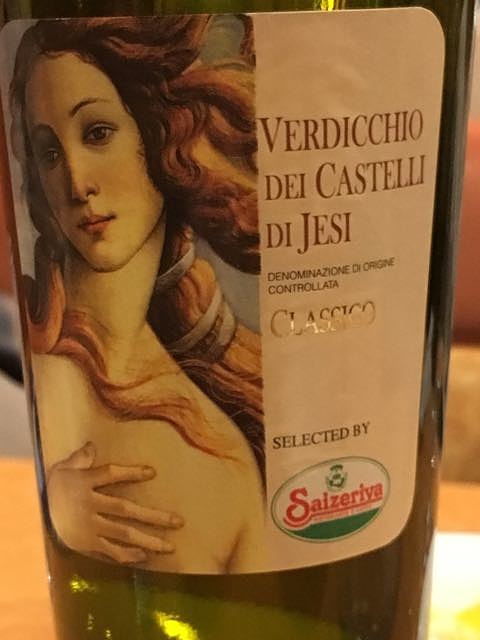 VERDICCHIO
DEI CASTELLI
DI JESI
DENOMINAZIONE DI ORIGINE
CONTROLLATA
CLASSICO
SELECTED BY
Saizeriya